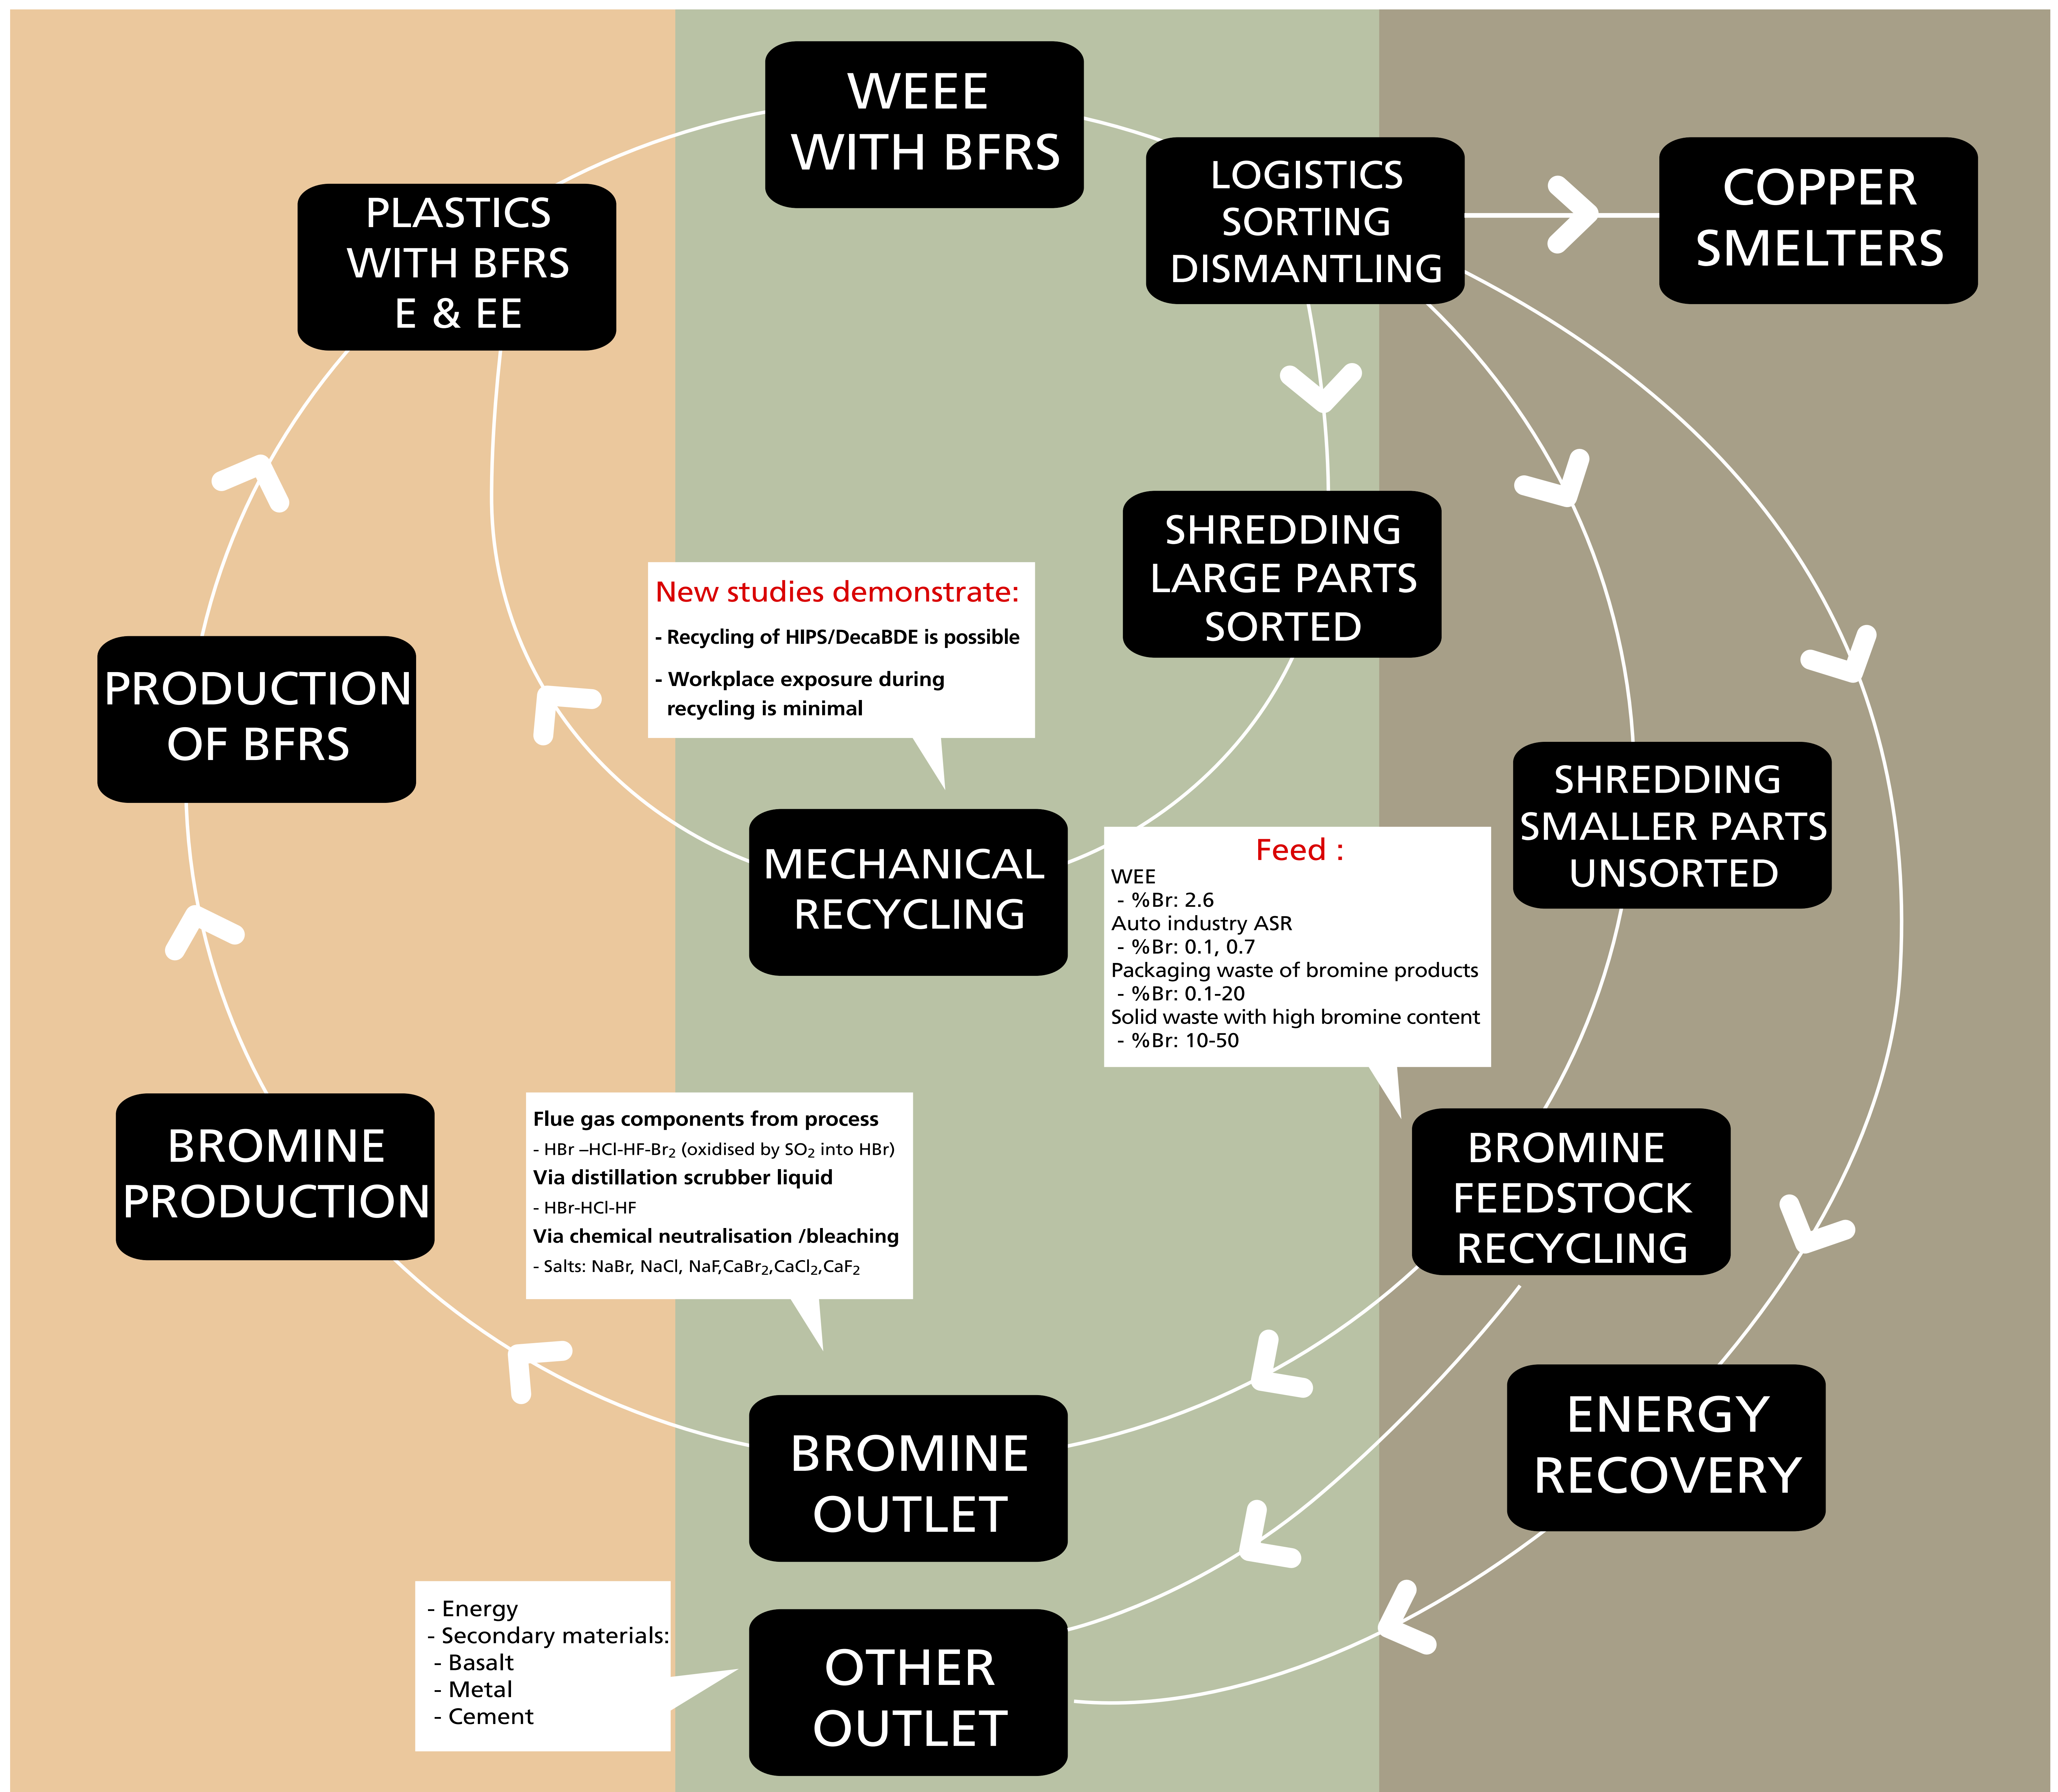 WEEE
WITH BFRS
LOGISTICS
SORTING
DISMANTLING
COPPER
SMELTERS
PLASTICS
WITH BFRS
E & EE
SHREDDING
LARGE PARTS
SORTED
New studies demonstrate:
- Recycling of HIPS/DecaBDE is possible
- Workplace exposure during
recycling is minimal
PRODUCTION
OF BFRS
SHREDDING
SMALLER PARTS
UNSORTED
MECHANICAL
RECYCLING
Feed :
WEE
- %Br: 2.6
Auto industry ASR
- %Br: 0.1, 0.7
Packaging waste of bromine products
- %Br: 0.1-20
Solid waste with high bromine content
- %Br: 10-50
BROMINE
PRODUCTION
Flue gas components from process
- HBr –HCl-HF-Br₂ (oxidised by SO₂ into HBr)
Via distillation scrubber liquid
- HBr-HCl-HF
Via chemical neutralisation /bleaching
- Salts: NaBr, NaCl, NaF,CaBr₂,CaCl₂,CaF₂
BROMINE
FEEDSTOCK
RECYCLING
BROMINE
OUTLET
ENERGY
RECOVERY
- Energy
- Secondary materials:
- Basalt
- Metal
- Cement
OTHER
OUTLET